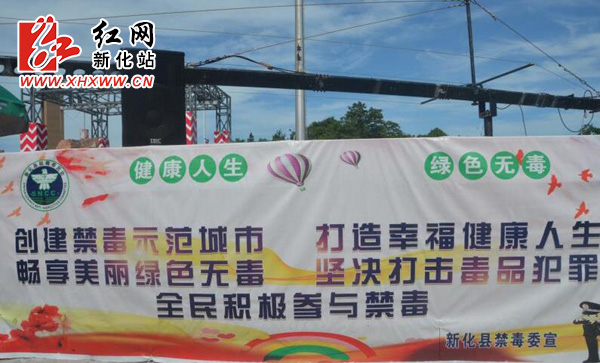 红网
新化站
WWW.XHXWW.CN
健康人生 绿色无毒
创建禁毒示范城市 打造幸福健康人生
畅享美丽绿色无毒 坚决打击毒品犯罪
全民积极参与禁毒
新化县禁毒委宣